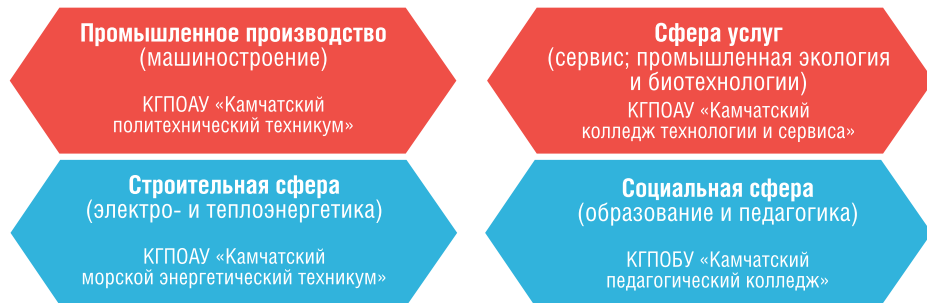 Промышленное производство
(машиностроение)
КГПОАУ «Камчатский
политехнический техникум»
Сфера услуг
(сервис; промышленная экология
и биотехнологии)
КГПОАУ «Камчатский
колледж технологии и сервиса»
Строительная сфера
(электро- и теплоэнергетика)
КГПОАУ «Камчатский
морской энергетический техникум»
Социальная сфера
(образование и педагогика)
КГПОБУ «Камчатский
педагогический колледж»